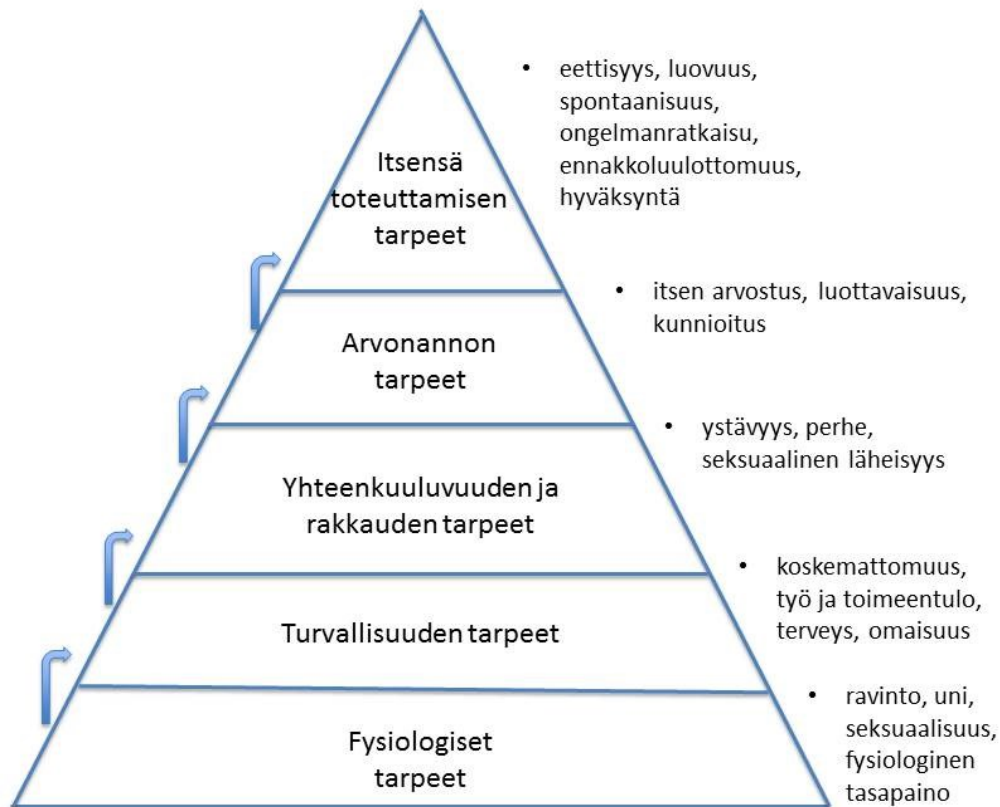 • eettisyys, luovuus,
spontaanisuus,
ongelmanratkaisu,
ennakkoluulottomuus,
hyväksyntä
Itsensä
toteuttamisen
tarpeet
• itsen arvostus, luottavaisuus,
kunnioitus
Arvonannon
tarpeet
• ystävyys, perhe,
seksuaalinen läheisyys
Yhteenkuuluvuuden ja
rakkauden tarpeet
• koskemattomuus,
työ ja toimeentulo,
terveys, omaisuus
Turvallisuuden tarpeet
• ravinto, uni,
seksuaalisuus,
fysiologinen
tasapaino
Fysiologiset
tarpeet